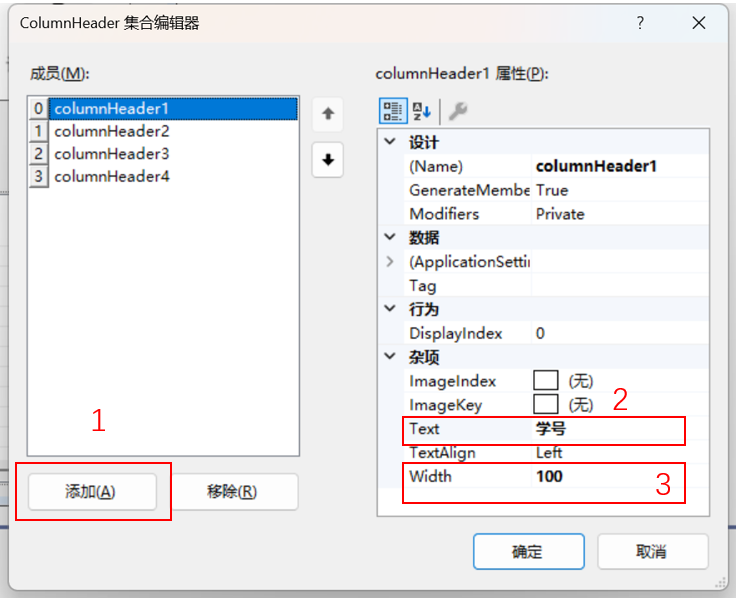 ColumnHeader 集合编辑器
?
成员(M):
columnHeader1 属性(P):
0 columnHeader1
1 columnHeader2
2 columnHeader3
3 columnHeader4
设计
(Name) columnHeader1
GenerateMembe True
Modifiers Private
数据
(ApplicationSettin
Tag
行为
DisplayIndex 0
杂项
ImageIndex (无)
ImageKey (无)
2
Text 学号
TextAlign Left
Width 100
3
1
添加(A)
移除(R)
确定
取消